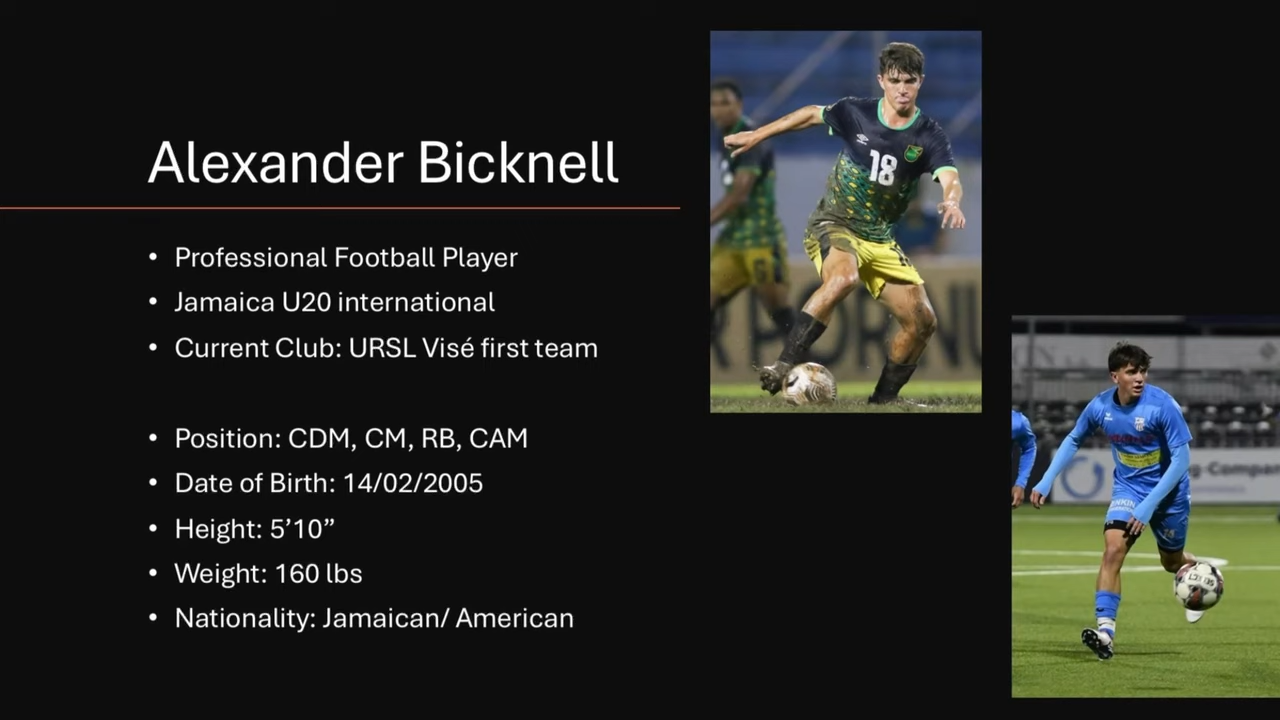 Alexander Bicknell
• Professional Football Player
• Jamaica U20 international
• Current Club: URSL Visé first team
• Position: CDM, CM, RB, CAM
• Date of Birth: 14/02/2005
• Height: 5’10”
• Weight: 160 lbs
• Nationality: Jamaican/ American
18